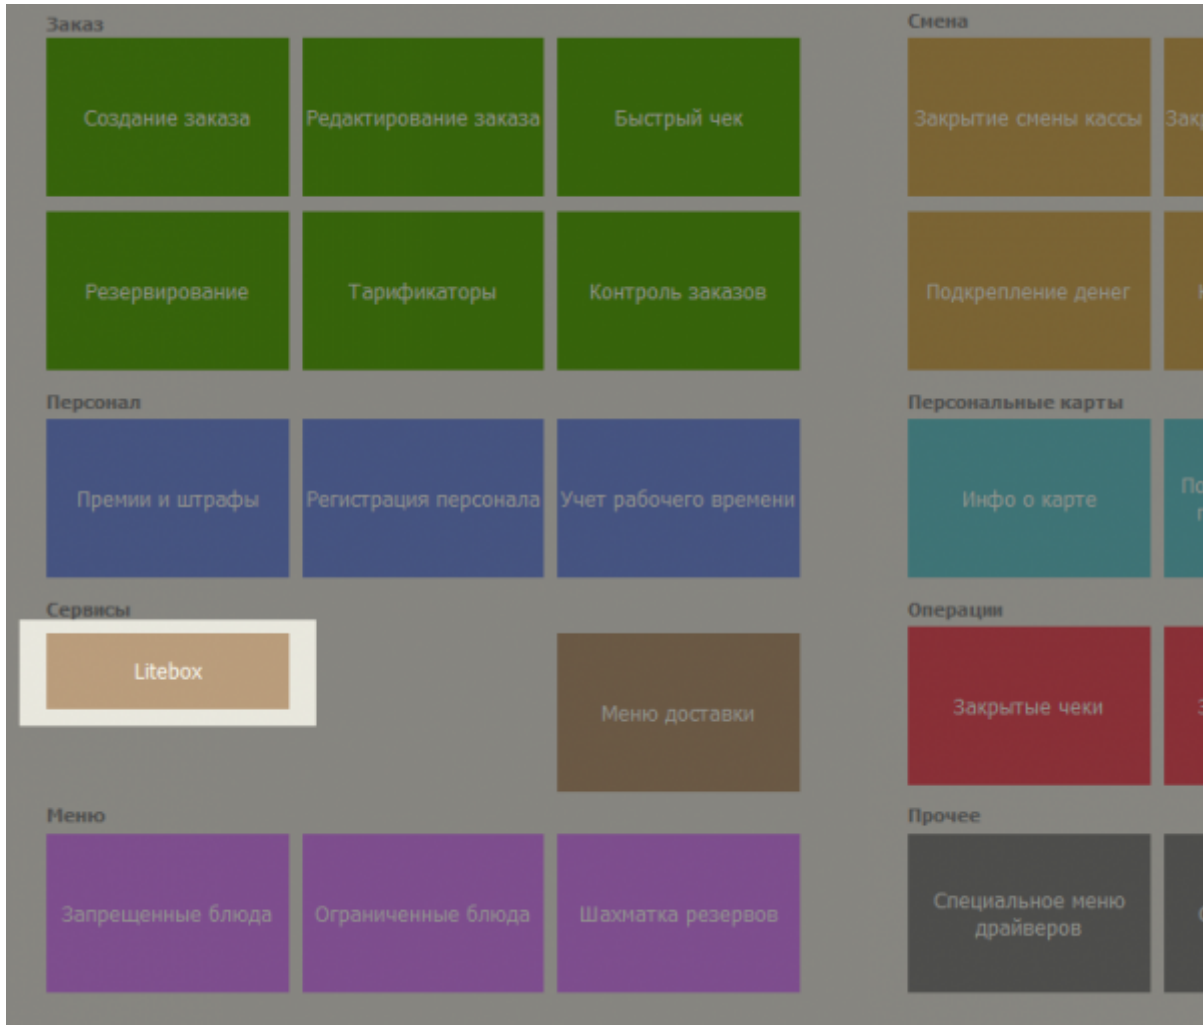 Заказ
Создание заказа
Редактирование заказа
Быстрый чек
Резервирование
Тарификаторы
Контроль заказов
Персонал
Премии и штрафы
Регистрация персонала
Учет рабочего времени
Сервисы
Litebox
Меню доставки
Меню
Запрещенные блюда
Ограниченные блюда
Шахматка резервов
Смена
Закрытие смены кассы
Подкрепление денег
Персональные карты
Инфо о карте
Операции
Закрытые чеки
Прочее
Специальное меню
драйверов